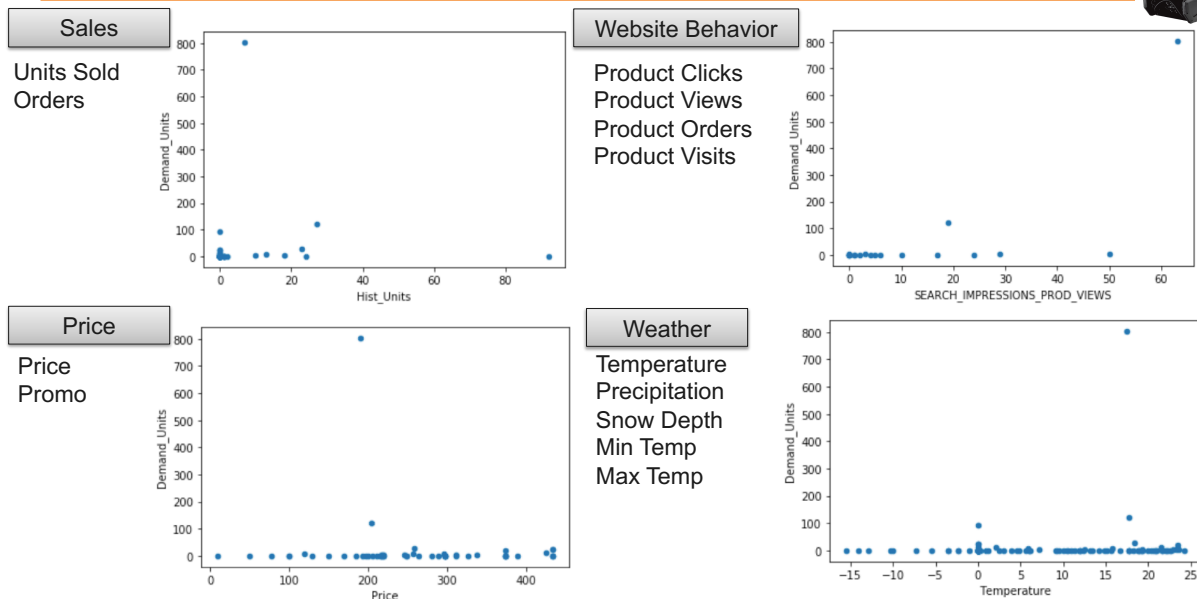 Sales
Units Sold
Orders
Demand_Units
800
700
600
500
400
300
200
100
0
0 20 40 60 80
Hist_Units
Website Behavior
Product Clicks
Product Views
Product Orders
Product Visits
Demand_Units
800
700
600
500
400
300
200
100
0
0 10 20 30 40 50 60
SEARCH_IMPRESSIONS_PROD_VIEWS
Price
Price
Promo
Demand_Units
800
700
600
500
400
300
200
100
0
0 100 200 300 400
Price
Weather
Temperature
Precipitation
Snow Depth
Min Temp
Max Temp
Demand_Units
800
700
600
500
400
300
200
100
0
−15 −10 −5 0 5 10 15 20 25
Temperature